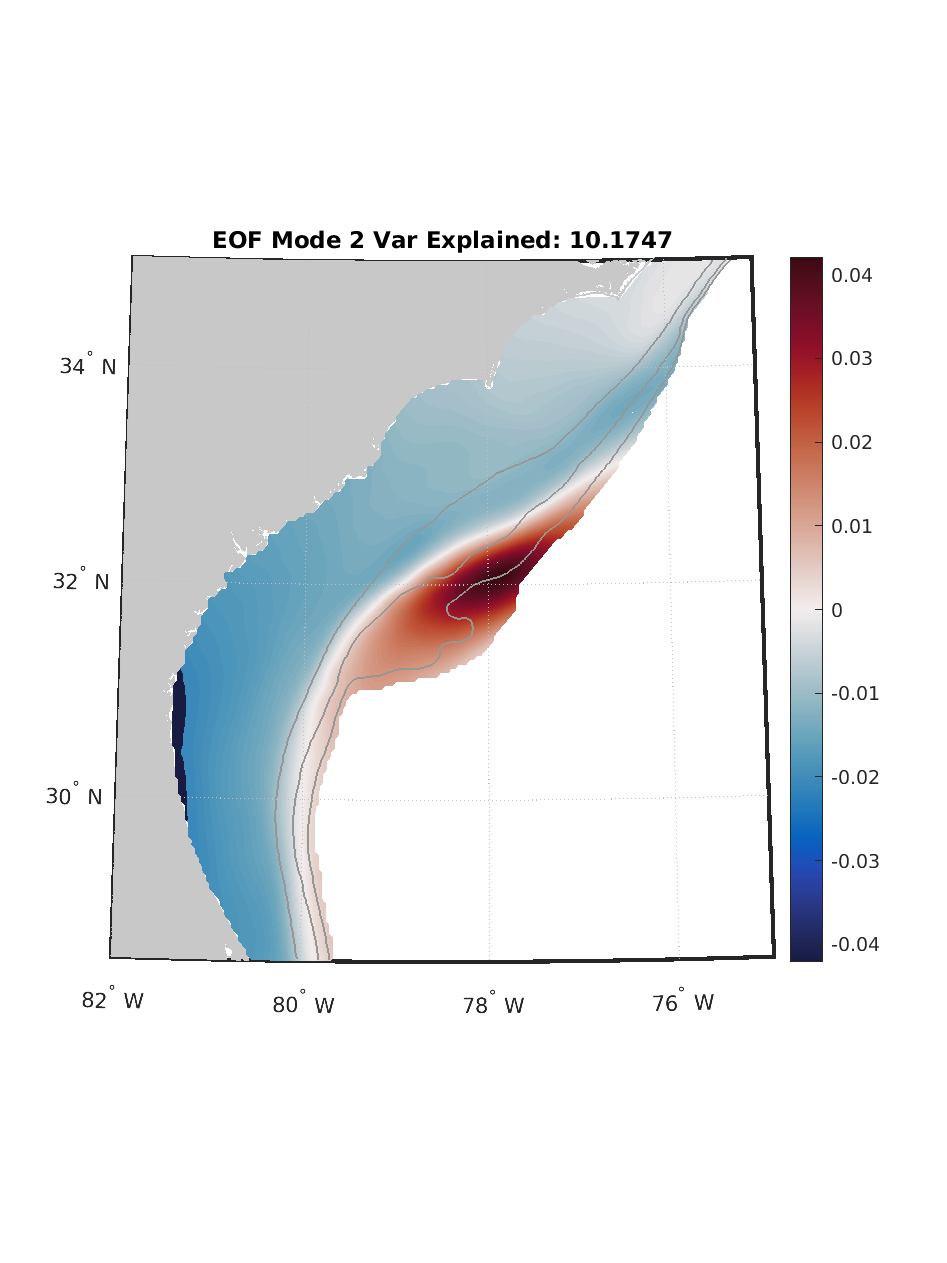 EOF Mode 2 Var Explained: 10.1747
34° N
32° N
30° N
82° W
80° W
78° W
76° W
0.04
0.03
0.02
0.01
0
-0.01
-0.02
-0.03
-0.04